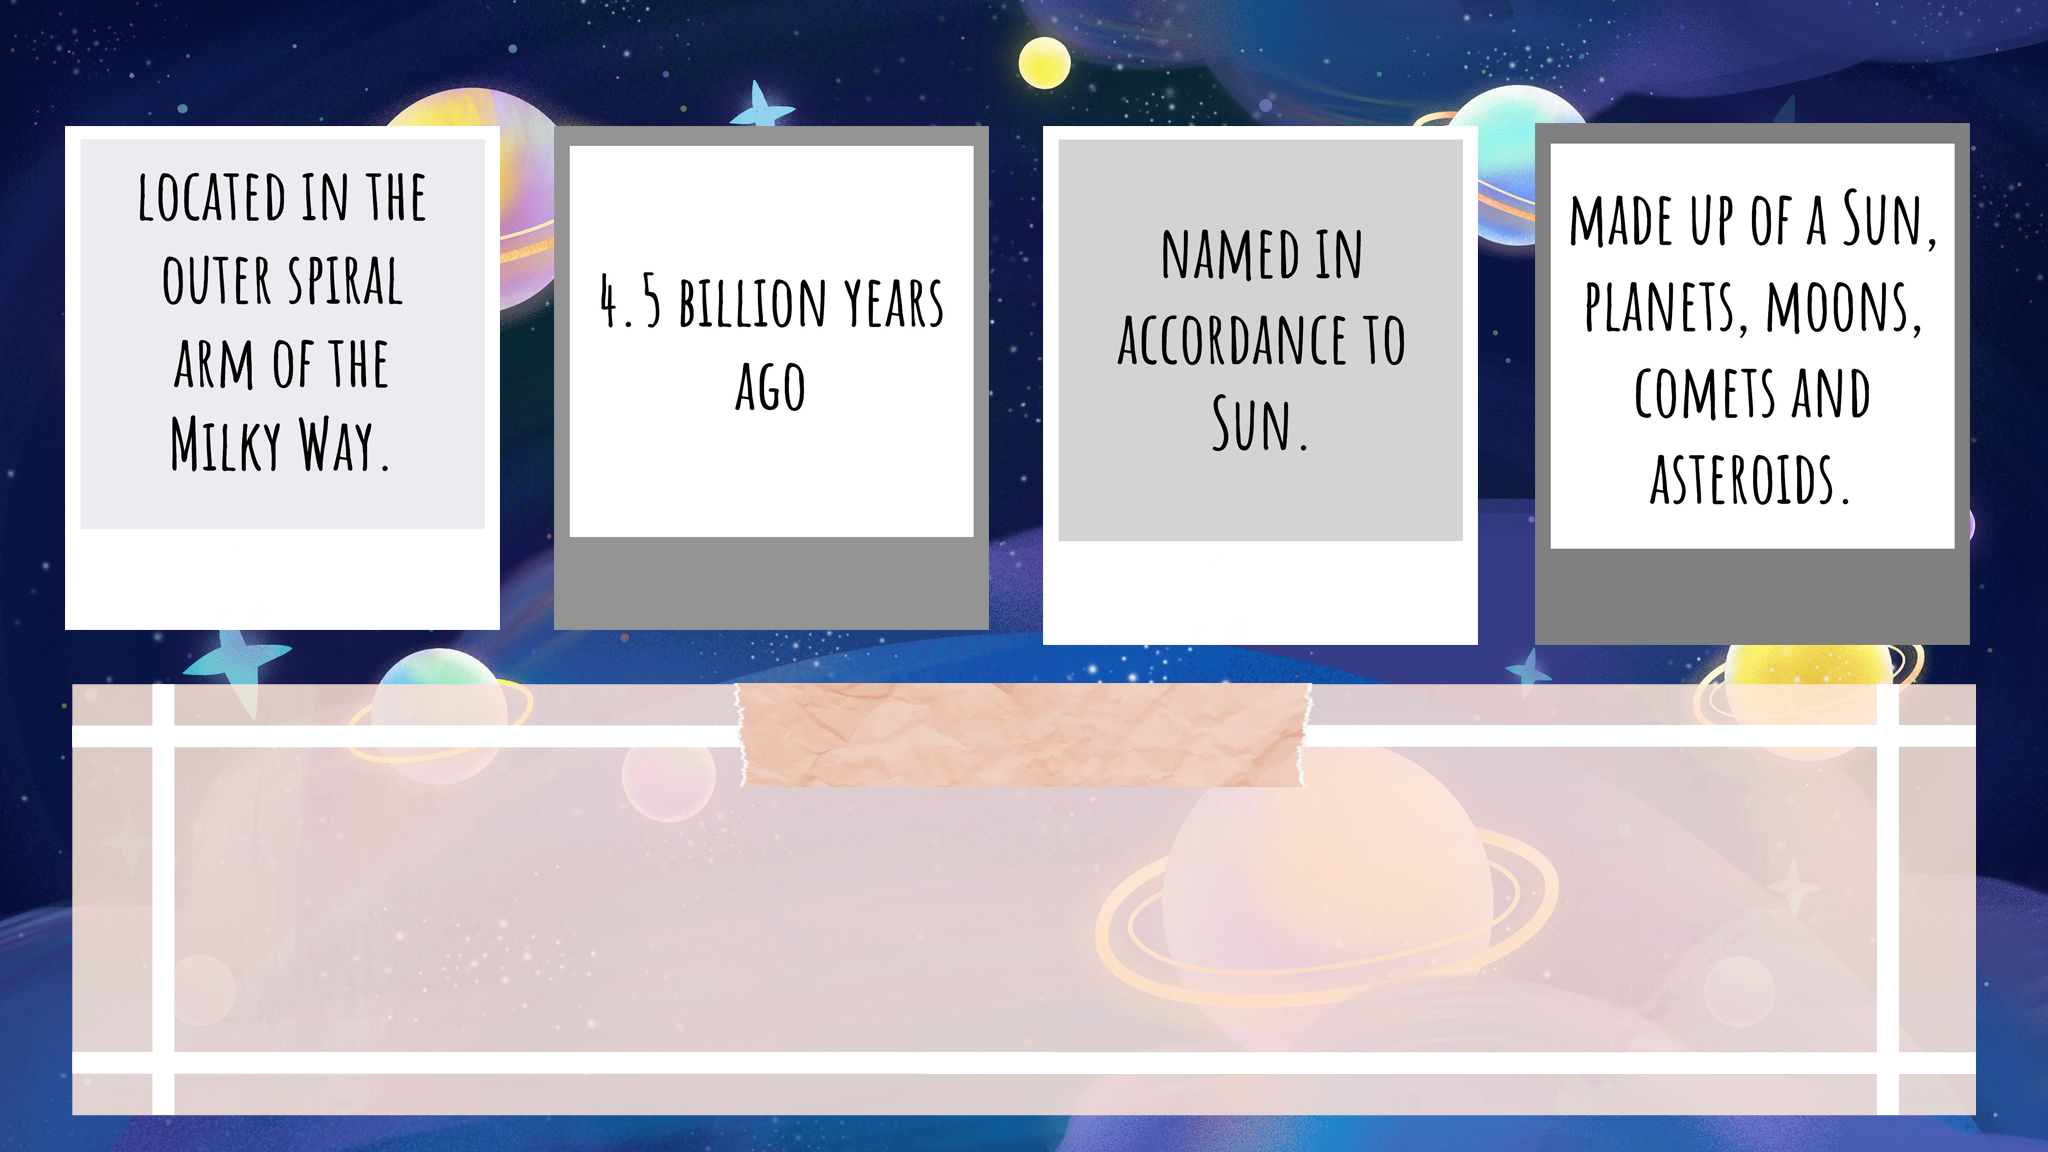 LOCATED IN THE
OUTER SPIRAL
ARM OF THE
MILKY WAY.
4.5 BILLION YEARS
AGO
NAMED IN
ACCORDANCE TO
SUN.
MADE UP OF A SUN,
PLANETS, MOONS,
COMETS AND
ASTEROIDS.